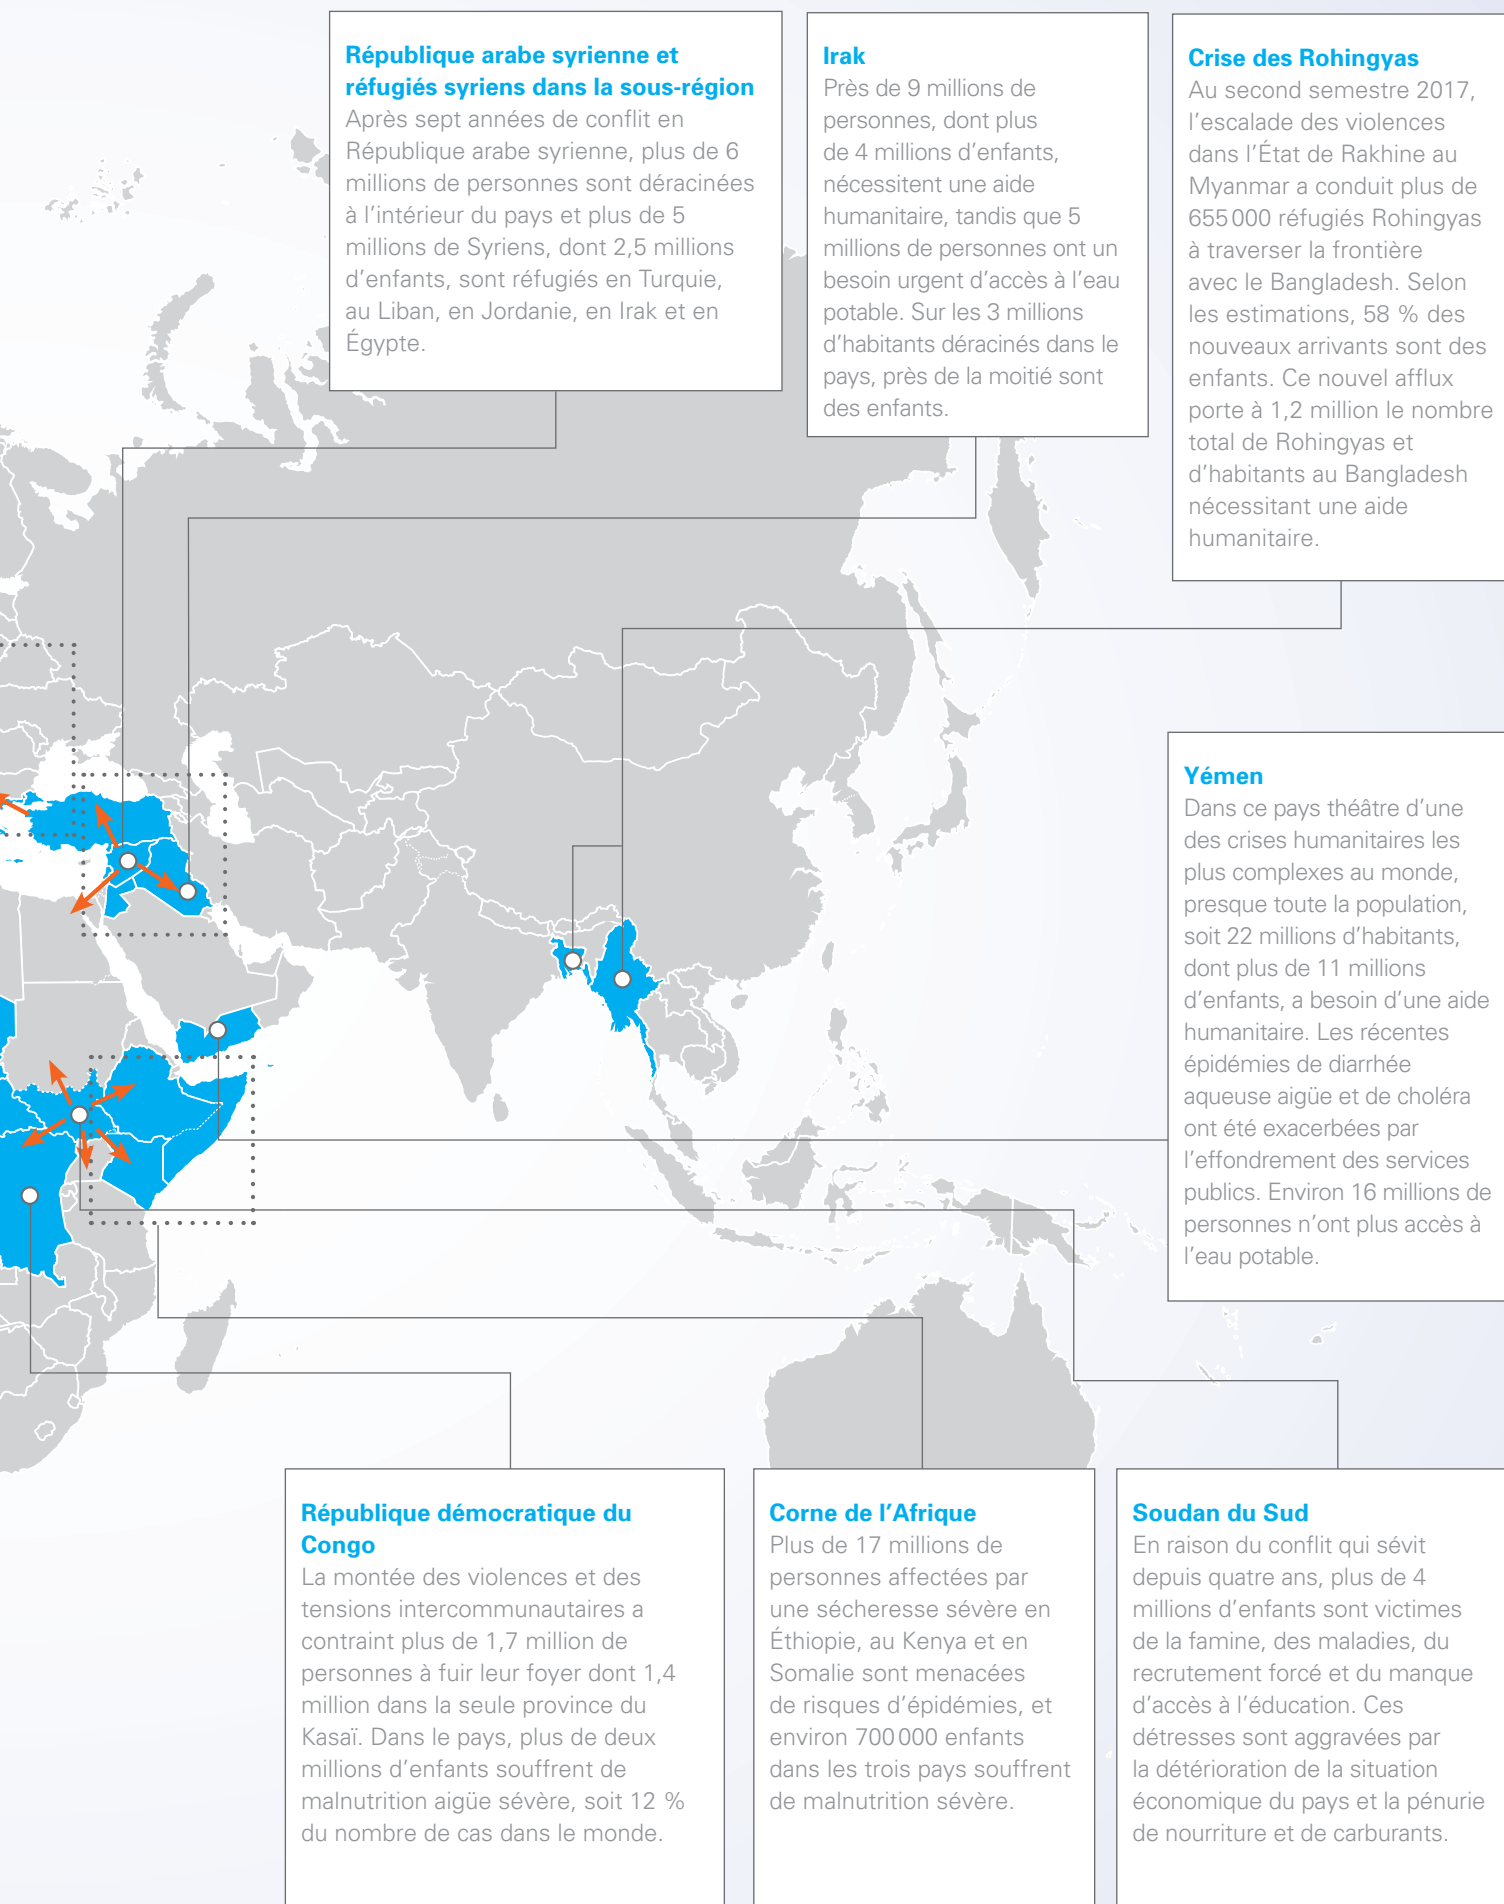 République arabe syrienne et
réfugiés syriens dans la sous-région
Après sept années de conflit en
République arabe syrienne, plus de 6
millions de personnes sont déracinées
à l'intérieur du pays et plus de 5
millions de Syriens, dont 2,5 millions
d'enfants, sont réfugiés en Turquie,
au Liban, en Jordanie, en Irak et en
Égypte.
Irak
Près de 9 millions de
personnes, dont plus
de 4 millions d'enfants,
nécessitent une aide
humanitaire, tandis que 5
millions de personnes ont un
besoin urgent d'accès à l'eau
potable. Sur les 3 millions
d'habitants déracinés dans le
pays, près de la moitié sont
des enfants.
Crise des Rohingyas
Au second semestre 2017,
l'escalade des violences
dans l'État de Rakhine au
Myanmar a conduit plus de
655 000 réfugiés Rohingyas
à traverser la frontière
avec le Bangladesh. Selon
les estimations, 58 % des
nouveaux arrivants sont des
enfants. Ce nouvel afflux
porte à 1,2 million le nombre
total de Rohingyas et
d'habitants au Bangladesh
nécessitant une aide
humanitaire.
Yémen
Dans ce pays théâtre d'une
des crises humanitaires les
plus complexes au monde,
presque toute la population,
soit 22 millions d'habitants,
dont plus de 11 millions
d'enfants, a besoin d'une aide
humanitaire. Les récentes
épidémies de diarrhée
aqueuse aigüe et de choléra
ont été exacerbées par
l'effondrement des services
publics. Environ 16 millions de
personnes n'ont plus accès à
l'eau potable.
République démocratique du
Congo
La montée des violences et des
tensions intercommunautaires a
contraint plus de 1,7 million de
personnes à fuir leur foyer dont 1,4
million dans la seule province du
Kasaï. Dans le pays, plus de deux
millions d'enfants souffrent de
malnutrition aigüe sévère, soit 12 %
du nombre de cas dans le monde.
Corne de l'Afrique
Plus de 17 millions de
personnes affectées par
une sécheresse sévère en
Éthiopie, au Kenya et en
Somalie sont menacées
de risques d'épidémies, et
environ 700 000 enfants
dans les trois pays souffrent
de malnutrition sévère.
Soudan du Sud
En raison du conflit qui sévit
depuis quatre ans, plus de 4
millions d'enfants sont victimes
de la famine, des maladies, du
recrutement forcé et du manque
d'accès à l'éducation. Ces
détresses sont aggravées par
la détérioration de la situation
économique du pays et la pénurie
de nourriture et de carburants.